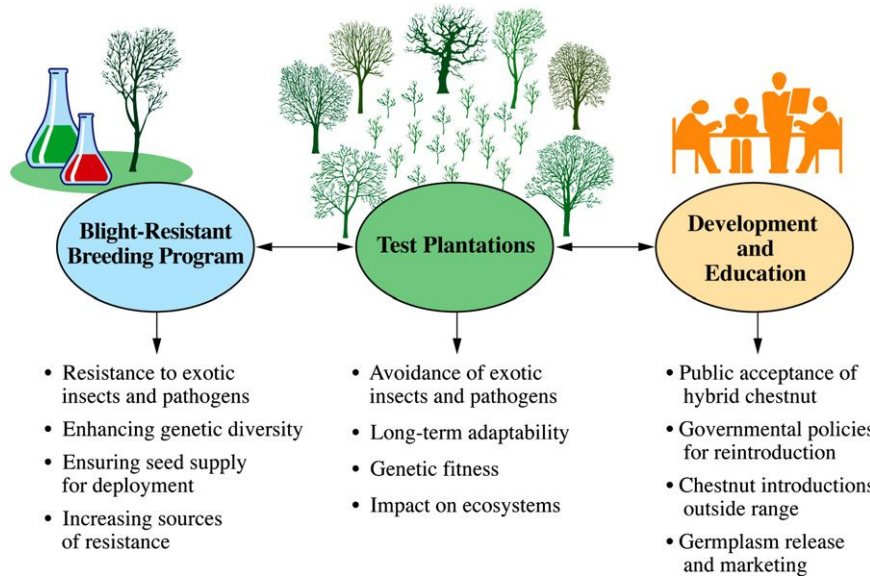 Blight-Resistant
Breeding Program
Test Plantations
Development
and
Education
• Resistance to exotic
insects and pathogens
• Enhancing genetic diversity
• Ensuring seed supply
for deployment
• Increasing sources
of resistance
• Avoidance of exotic
insects and pathogens
• Long-term adaptability
• Genetic fitness
• Impact on ecosystems
• Public acceptance of
hybrid chestnut
• Governmental policies
for reintroduction
• Chestnut introductions
outside range
• Germplasm release
and marketing